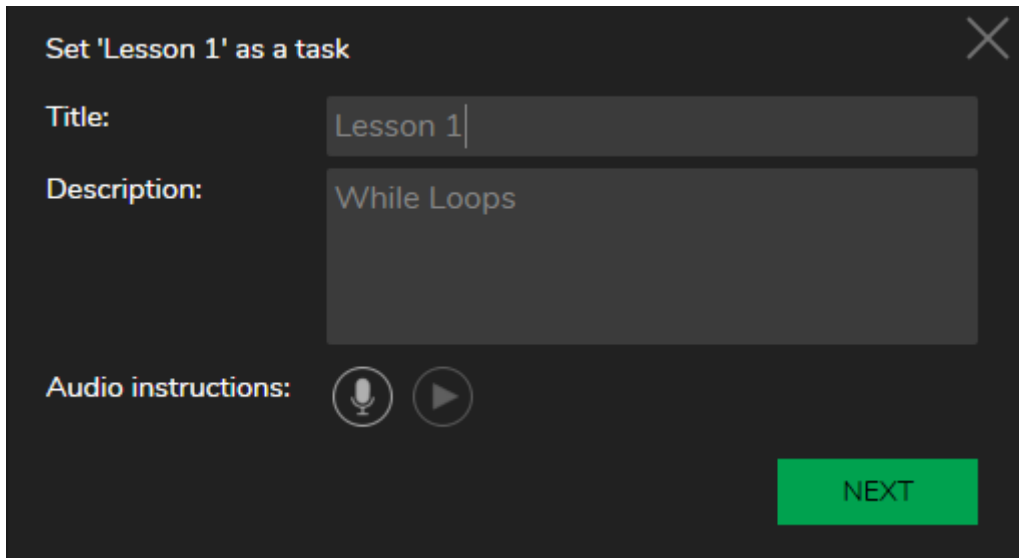 Set 'Lesson 1' as a task
Title:
Lesson 1
Description:
While Loops
Audio instructions:
NEXT